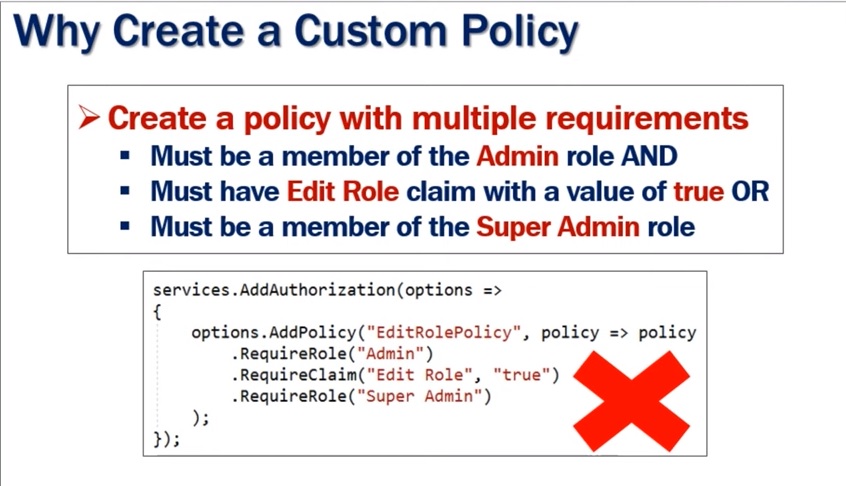 Why Create a Custom Policy
Create a policy with multiple requirements
Must be a member of the Admin role AND
Must have Edit Role claim with a value of true OR
Must be a member of the Super Admin role
services.AddAuthorization(options =>
{
options.AddPolicy("EditRolePolicy", policy => policy
.RequireRole("Admin")
.RequireClaim("Edit Role", "true")
.RequireRole("Super Admin")
);
});